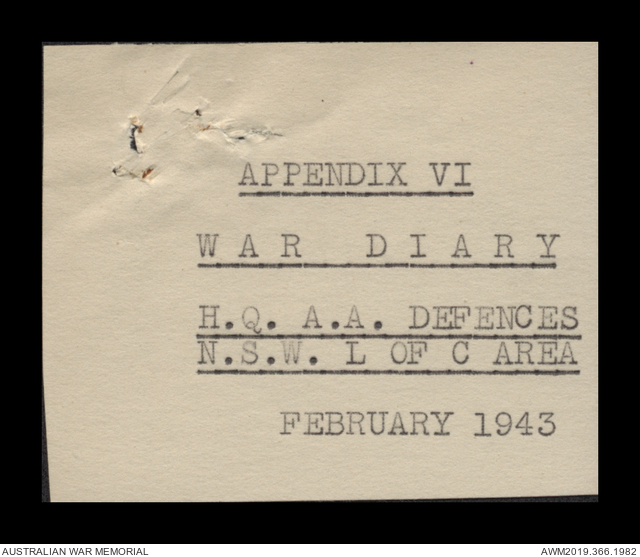 APPENDIX VI
WAR DIARY
H.Q. A.A. DEFENCES
N.S.W. L OF C AREA
FEBRUARY 1943
AUSTRALIAN WAR MEMORIAL
AWM2019.366.1982